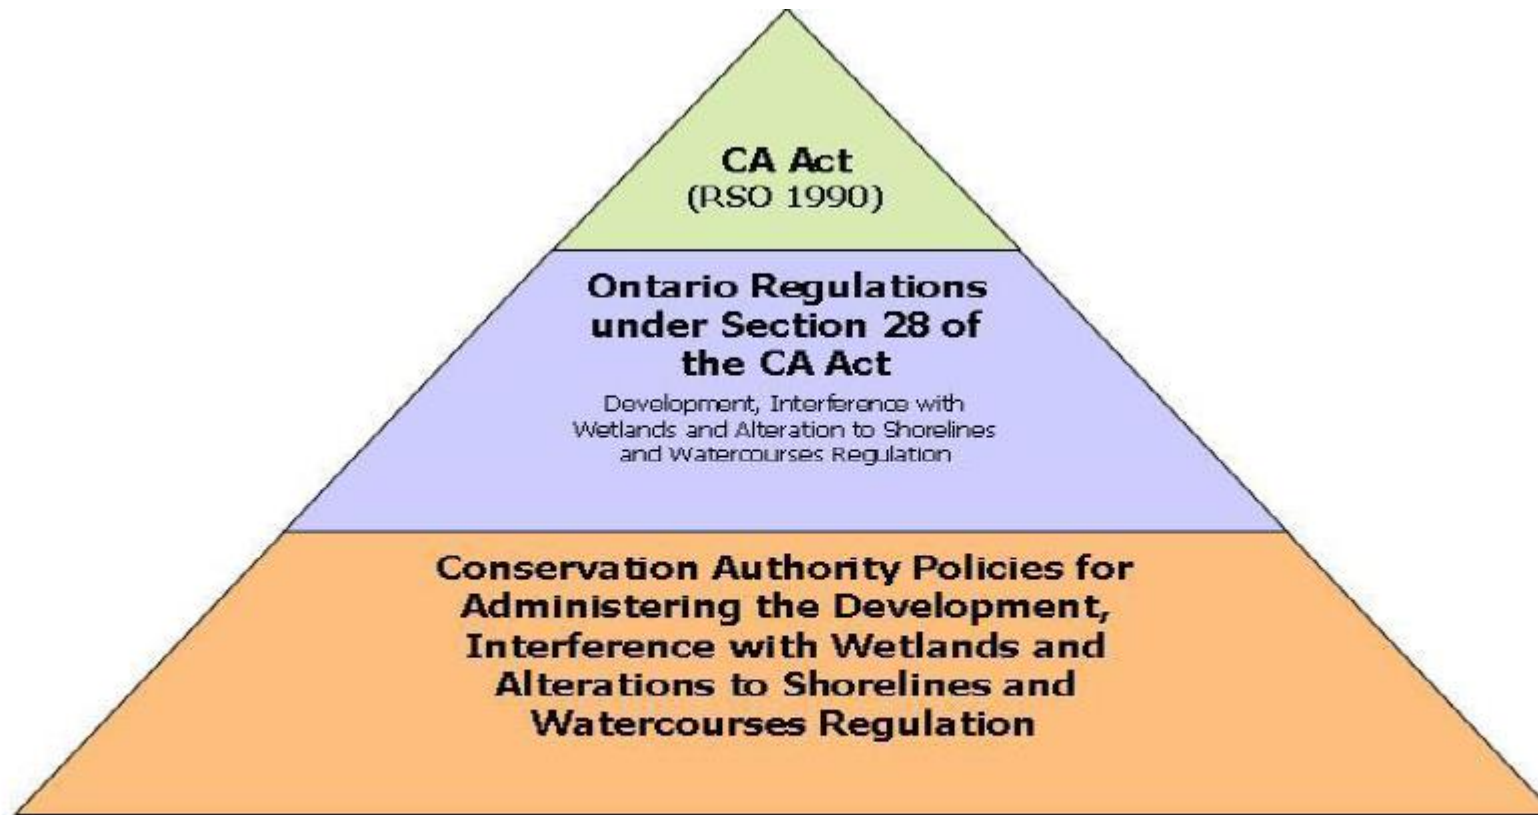 CA Act
(RSO 1990)
Ontario Regulations
under Section 28 of
the CA Act
Development, Interference with
Wetlands and Alteration to Shorelines
and Watercourses Regulation
Conservation Authority Policies for
Administering the Development,
Interference with Wetlands and
Alterations to Shorelines and
Watercourses Regulation